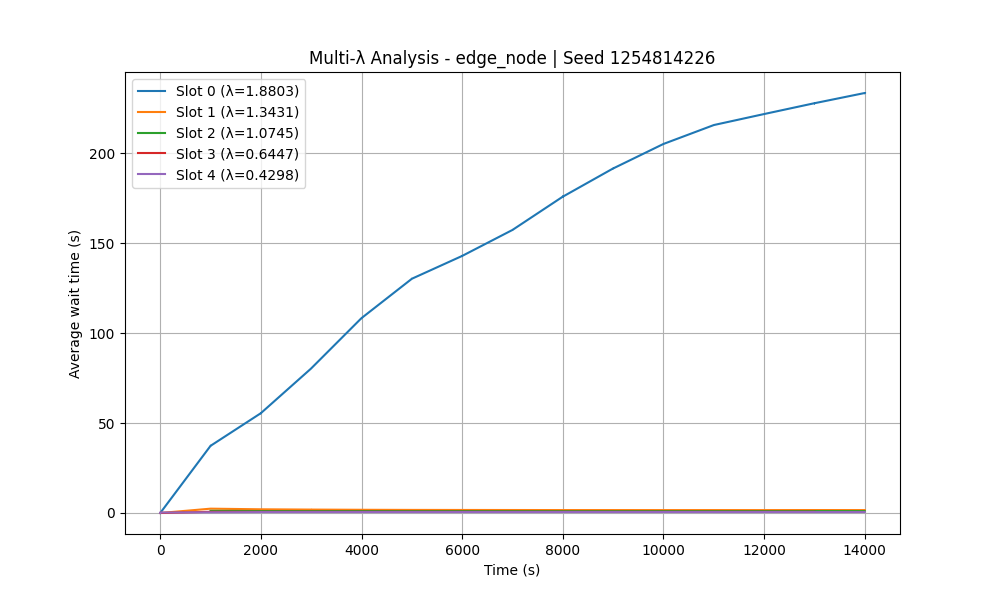 Multi-λ Analysis - edge_node | Seed 1254814226
Slot 0 (λ=1.8803)
Slot 1 (λ=1.3431)
Slot 2 (λ=1.0745)
Slot 3 (λ=0.6447)
Slot 4 (λ=0.4298)
Average wait time (s)
200
150
100
50
0
0 2000 4000 6000 8000 10000 12000 14000
Time (s)